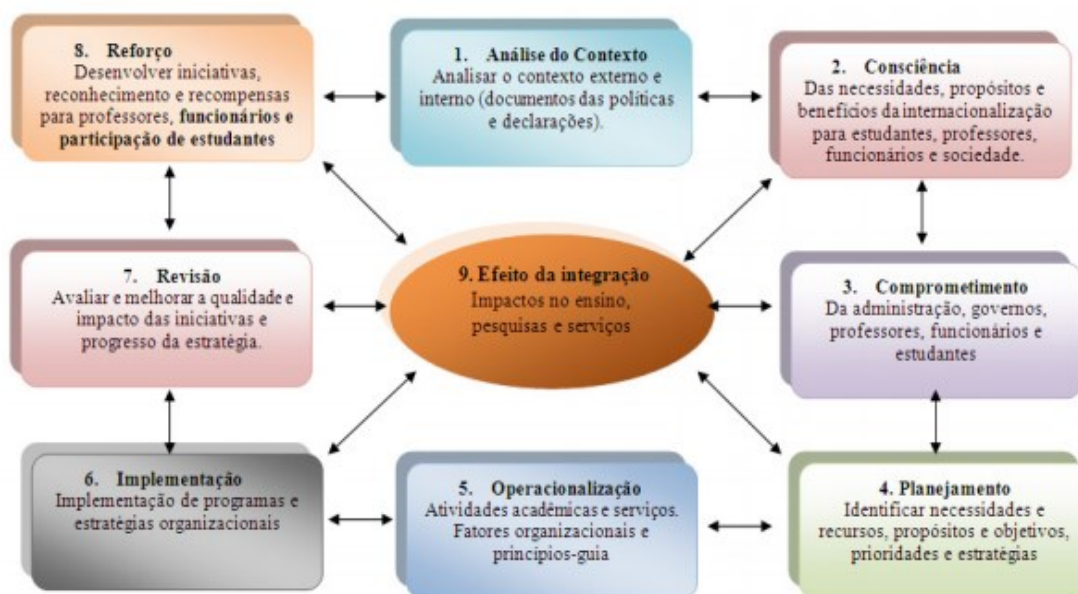 8. Reforço
Desenvolver iniciativas,
reconhecimento e recompensas
para professores, funcionários e
participação de estudantes
1. Análise do Contexto
Analisar o contexto externo e
interno (documentos das políticas
e declarações).
2. Consciência
Das necessidades, propósitos e
benefícios da internacionalização
para estudantes, professores,
funcionários e sociedade.
7. Revisão
Avaliar e melhorar a qualidade e
impacto das iniciativas e
progresso da estratégia.
9. Efeito da integração
Impactos no ensino,
pesquisas e serviços
3. Comprometimento
Da administração, governos,
professores, funcionários e
estudantes
6. Implementação
Implementação de programas e
estratégias organizacionais
5. Operacionalização
Atividades acadêmicas e serviços.
Fatores organizacionais e
princípios-guia
4. Planejamento
Identificar necessidades e
recursos, propósitos e objetivos,
prioridades e estratégias